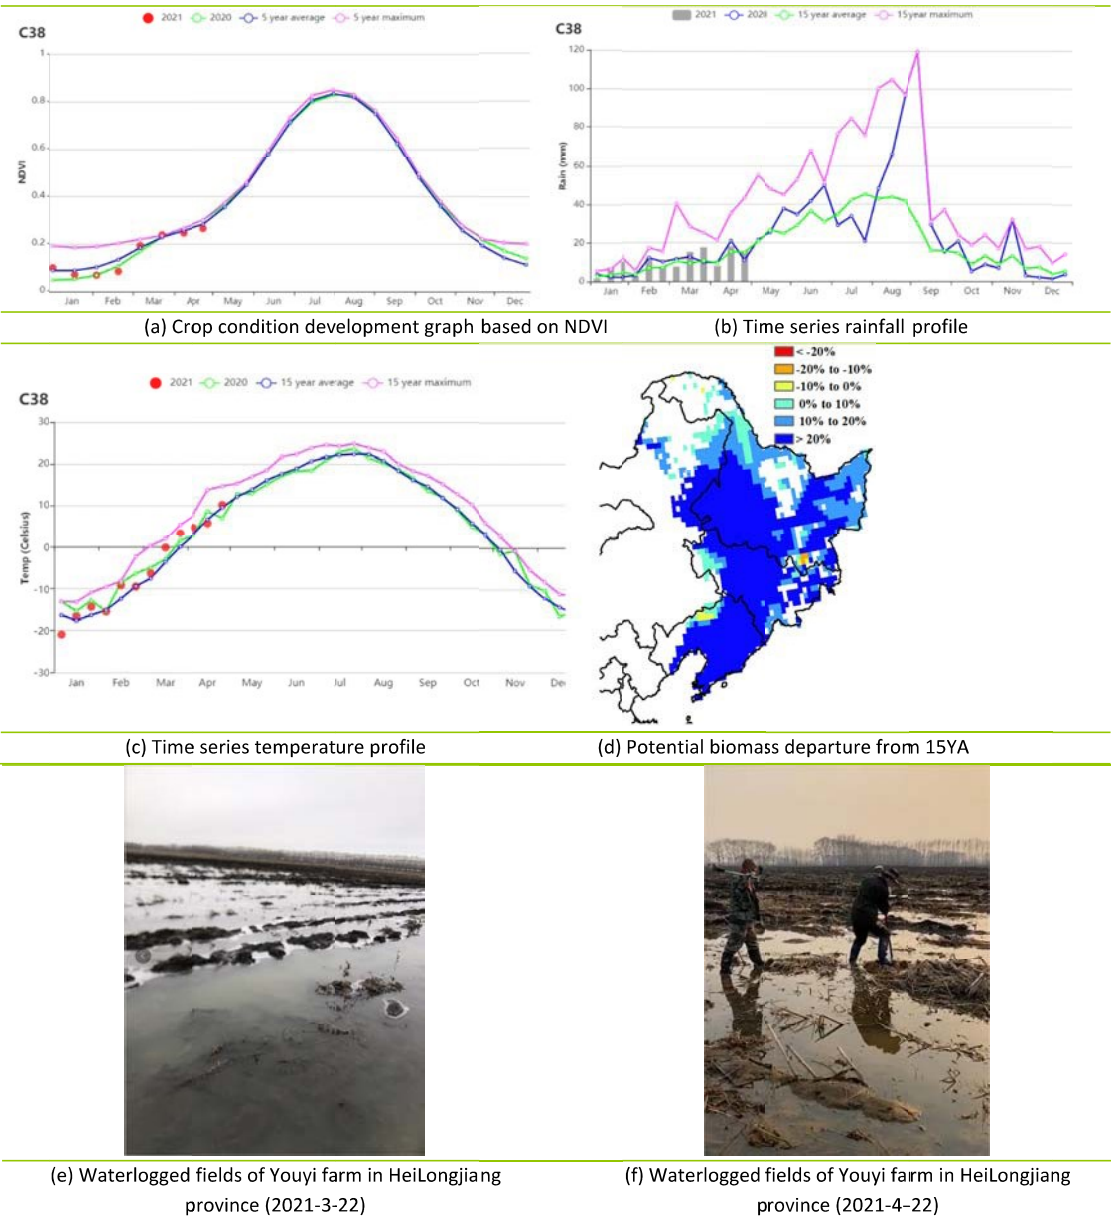 2021 2020 5 year average 5 year maximum
C38
NDVI
1
0.8
0.6
0.4
0.2
0
Jan Feb Mar Apr May Jun Jul Aug Sep Oct Nov Dec
(a) Crop condition development graph based on NDVI
2021 2020 15 year average 15year maximum
C38
Rain (mm)
120
100
80
60
40
20
0
Jan Feb Mar Apr May Jun Jul Aug Sep Oct Nov Dec
(b) Time series rainfall profile
2021 2020 15 year average 15 year maximum
C38
Temp (Celsius)
30
20
10
0
-10
-20
-30
Jan Feb Mar Apr May Jun Jul Aug Sep Oct Nov De
(c) Time series temperature profile
< -20%
-20% to -10%
-10% to 0%
0% to 10%
10% to 20%
> 20%
(d) Potential biomass departure from 15YA
(e) Waterlogged fields of Youyi farm in HeiLongjiang
province (2021-3-22)
(f) Waterlogged fields of Youyi farm in HeiLongjiang
province (2021-4-22)